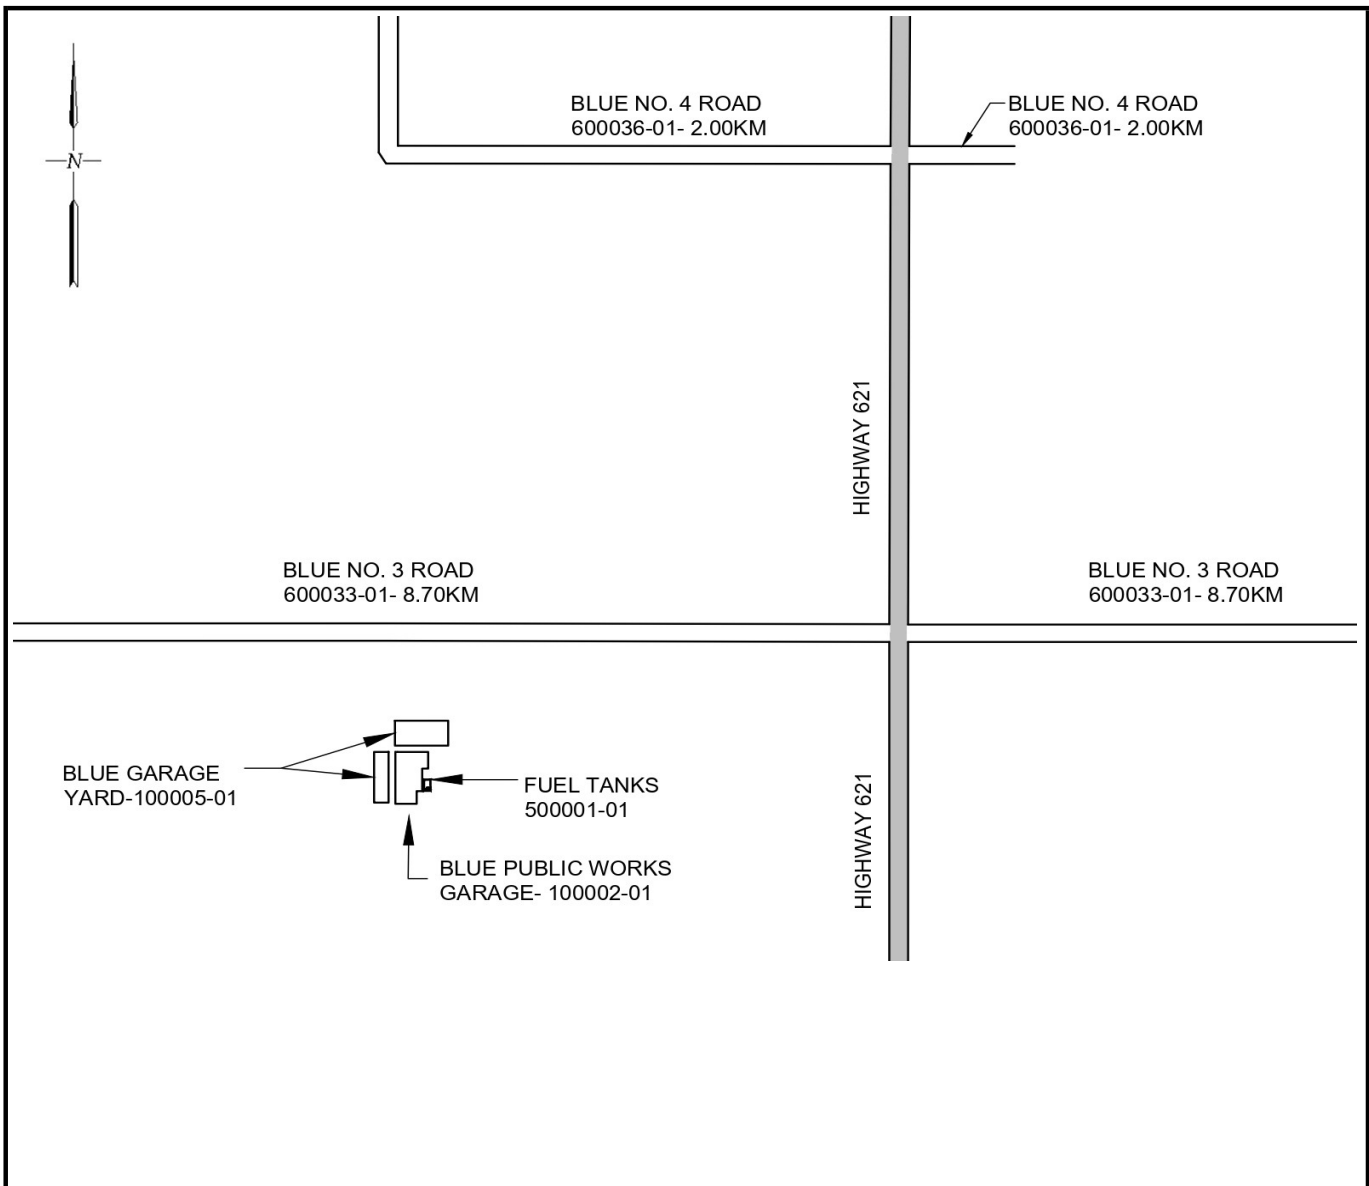 BLUE NO. 4 ROAD
600036-01- 2.00KM
BLUE NO. 4 ROAD
600036-01- 2.00KM
N
HIGHWAY 621
BLUE NO. 3 ROAD
600033-01- 8.70KM
BLUE NO. 3 ROAD
600033-01- 8.70KM
BLUE GARAGE
YARD-100005-01
FUEL TANKS
500001-01
BLUE PUBLIC WORKS
GARAGE- 100002-01
HIGHWAY 621